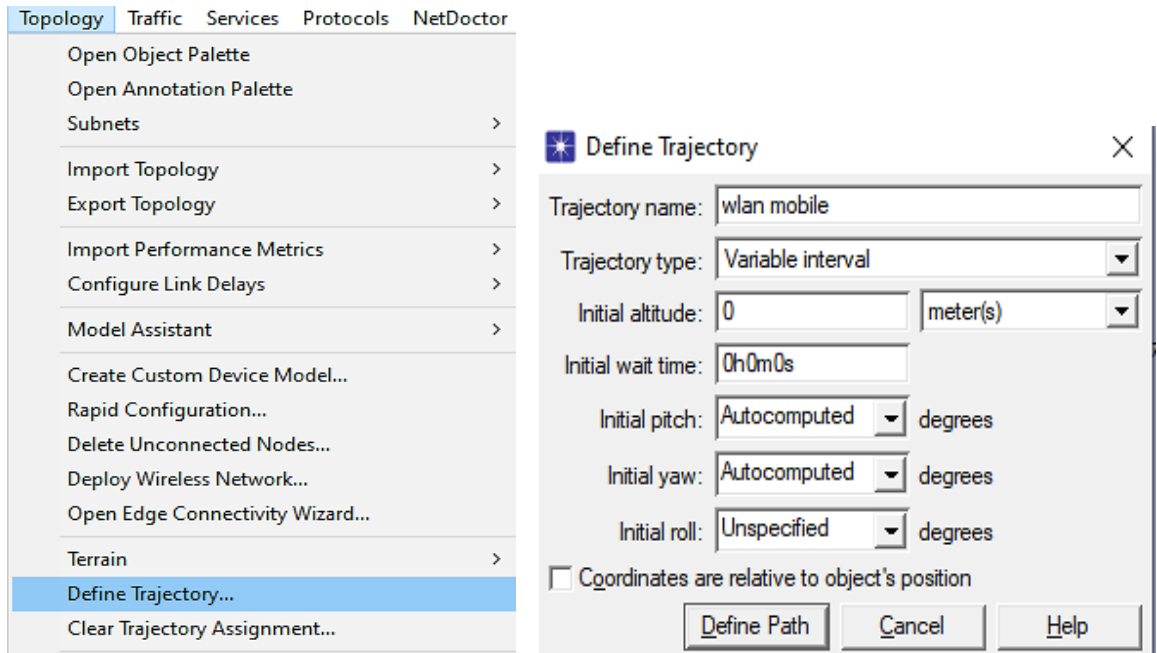 Topology Traffic Services Protocols NetDoctor
Open Object Palette
Open Annotation Palette
Subnets
Import Topology
Export Topology
Import Performance Metrics
Configure Link Delays
Model Assistant
Create Custom Device Model...
Rapid Configuration...
Delete Unconnected Nodes...
Deploy Wireless Network...
Open Edge Connectivity Wizard...
Terrain
Define Trajectory...
Clear Trajectory Assignment...
Define Trajectory
Trajectory name: wlan mobile
Trajectory type: Variable interval
Initial altitude: 0 meter(s)
Initial wait time: 0h0m0s
Initial pitch: Autocomputed degrees
Initial yaw: Autocomputed degrees
Initial roll: Unspecified degrees
Coordinates are relative to object's position
Define Path Cancel Help